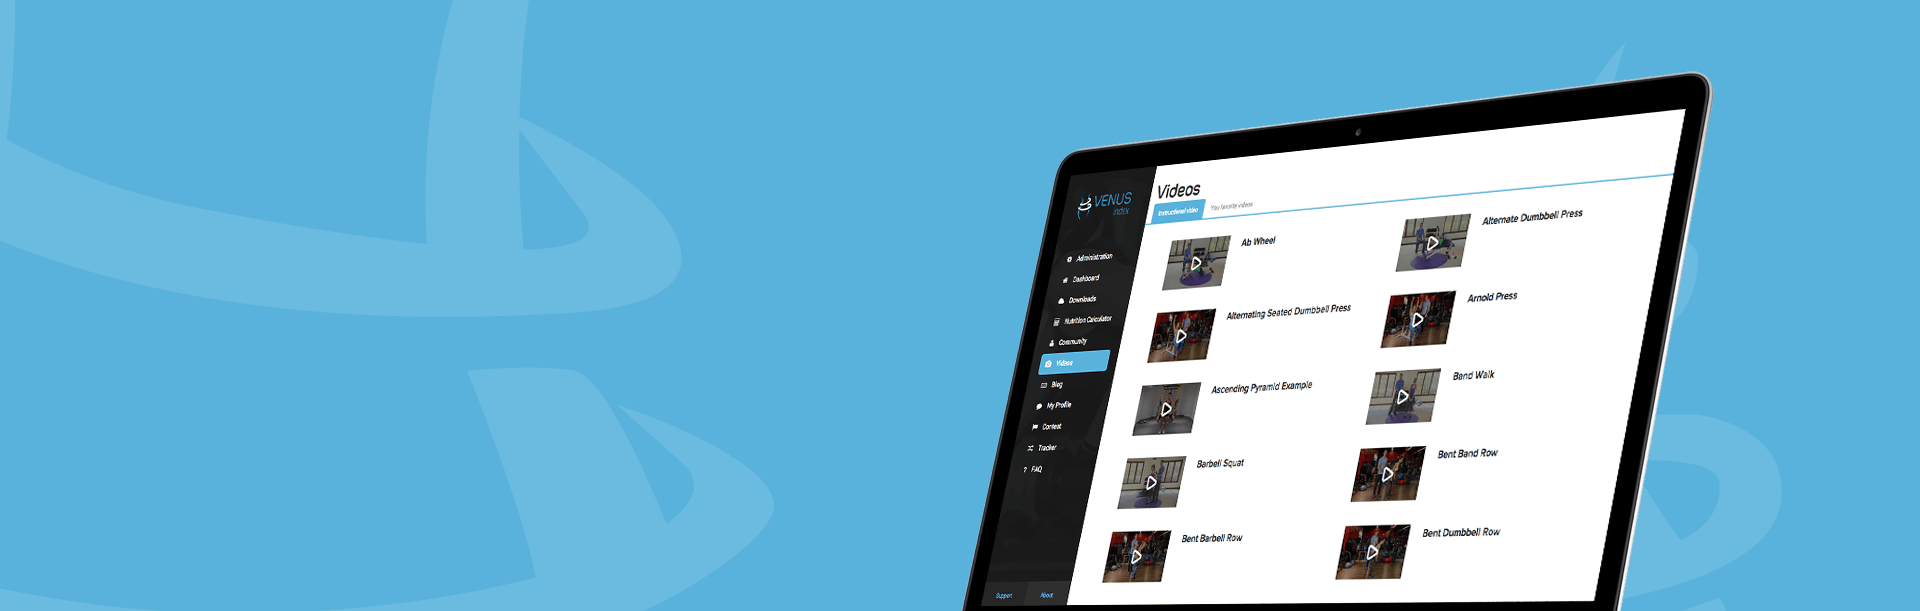 VENUS
index
Administration
Dashboard
Downloads
Nutrition Calculator
Community
Videos
Blog
My Profile
Contest
Tracker
? FAQ
Support
About
Videos
Instructional video
Your favorite videos
Ab Wheel
Alternate Dumbbell Press
Alternating Seated Dumbbell Press
Arnold Press
Ascending Pyramid Example
Band Walk
Barbell Squat
Bent Band Row
Bent Barbell Row
Bent Dumbbell Row